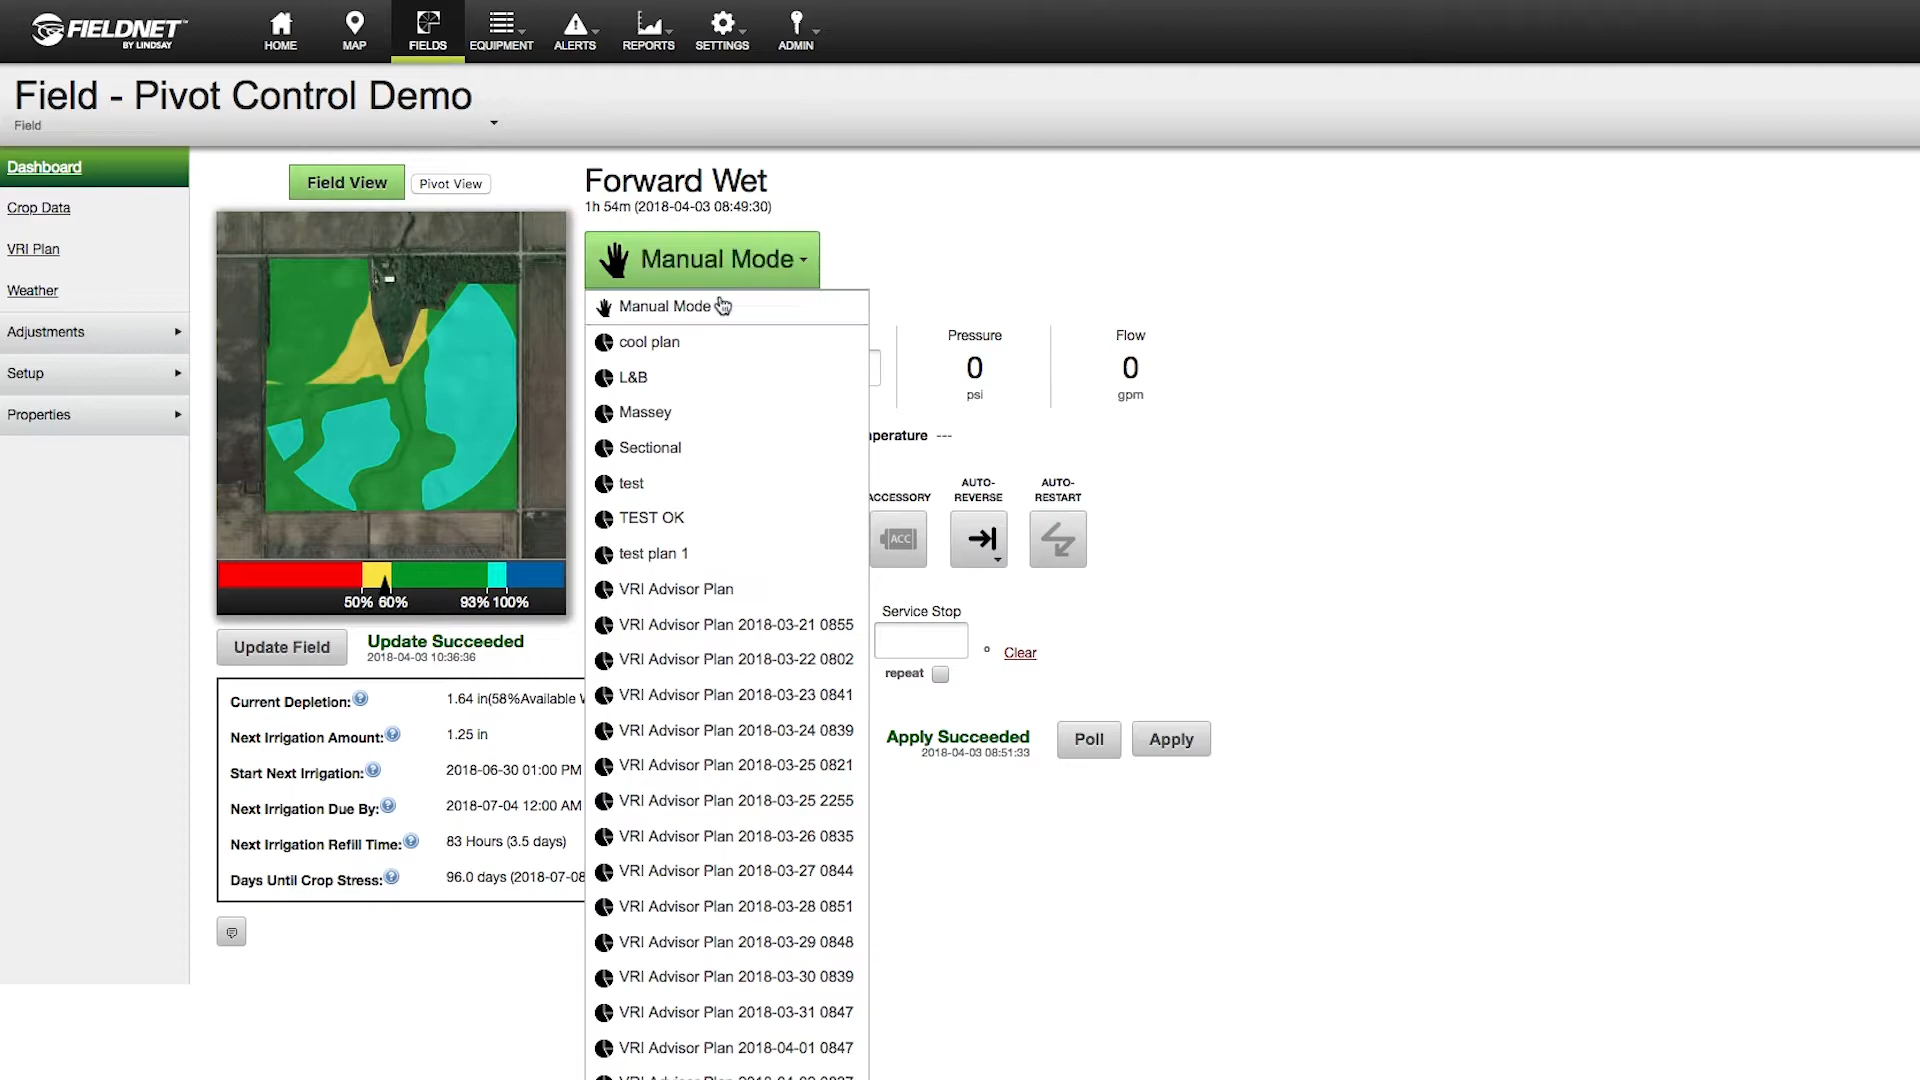 FIELDNET™
BY LINDSAY
HOME
MAP
FIELDS
EQUIPMENT
ALERTS
REPORTS
SETTINGS
ADMIN
Field - Pivot Control Demo
Field
Dashboard
Crop Data
VRI Plan
Weather
Adjustments
Setup
Properties
Field View
Pivot View
50% 60% 93% 100%
Update Field
Update Succeeded
2018-04-03 10:36:36
Current Depletion: 1.64 in(58%Available
Next Irrigation Amount: 1.25 in
Start Next Irrigation: 2018-06-30 01:00 PM
Next Irrigation Due By: 2018-07-04 12:00 AM
Next Irrigation Refill Time: 83 Hours (3.5 days)
Days Until Crop Stress: 96.0 days (2018-07-08
Forward Wet
1h 54m (2018-04-03 08:49:30)
Manual Mode
Manual Mode
cool plan
L&B
Massey
Sectional
test
TEST OK
test plan 1
VRI Advisor Plan
VRI Advisor Plan 2018-03-21 0855
VRI Advisor Plan 2018-03-22 0802
VRI Advisor Plan 2018-03-23 0841
VRI Advisor Plan 2018-03-24 0839
VRI Advisor Plan 2018-03-25 0821
VRI Advisor Plan 2018-03-25 2255
VRI Advisor Plan 2018-03-26 0835
VRI Advisor Plan 2018-03-27 0844
VRI Advisor Plan 2018-03-28 0851
VRI Advisor Plan 2018-03-29 0848
VRI Advisor Plan 2018-03-30 0839
VRI Advisor Plan 2018-03-31 0847
VRI Advisor Plan 2018-04-01 0847
Pressure
0
psi
Flow
0
gpm
perature ---
ACCESSORY
ACC
AUTO-
REVERSE
AUTO-
RESTART
Service Stop
° Clear
repeat
Apply Succeeded
2018-04-03 08:51:33
Poll
Apply